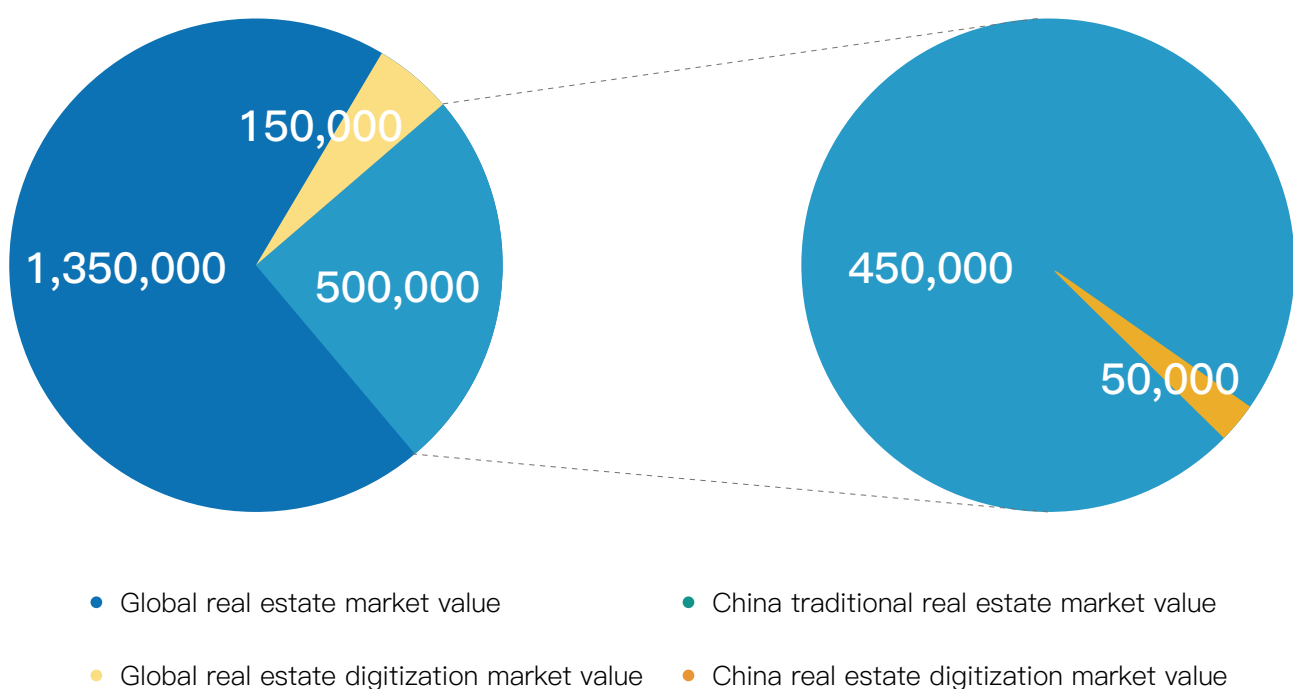 150,000
1,350,000
500,000
450,000
50,000
Global real estate market value
China traditional real estate market value
Global real estate digitization market value
China real estate digitization market value